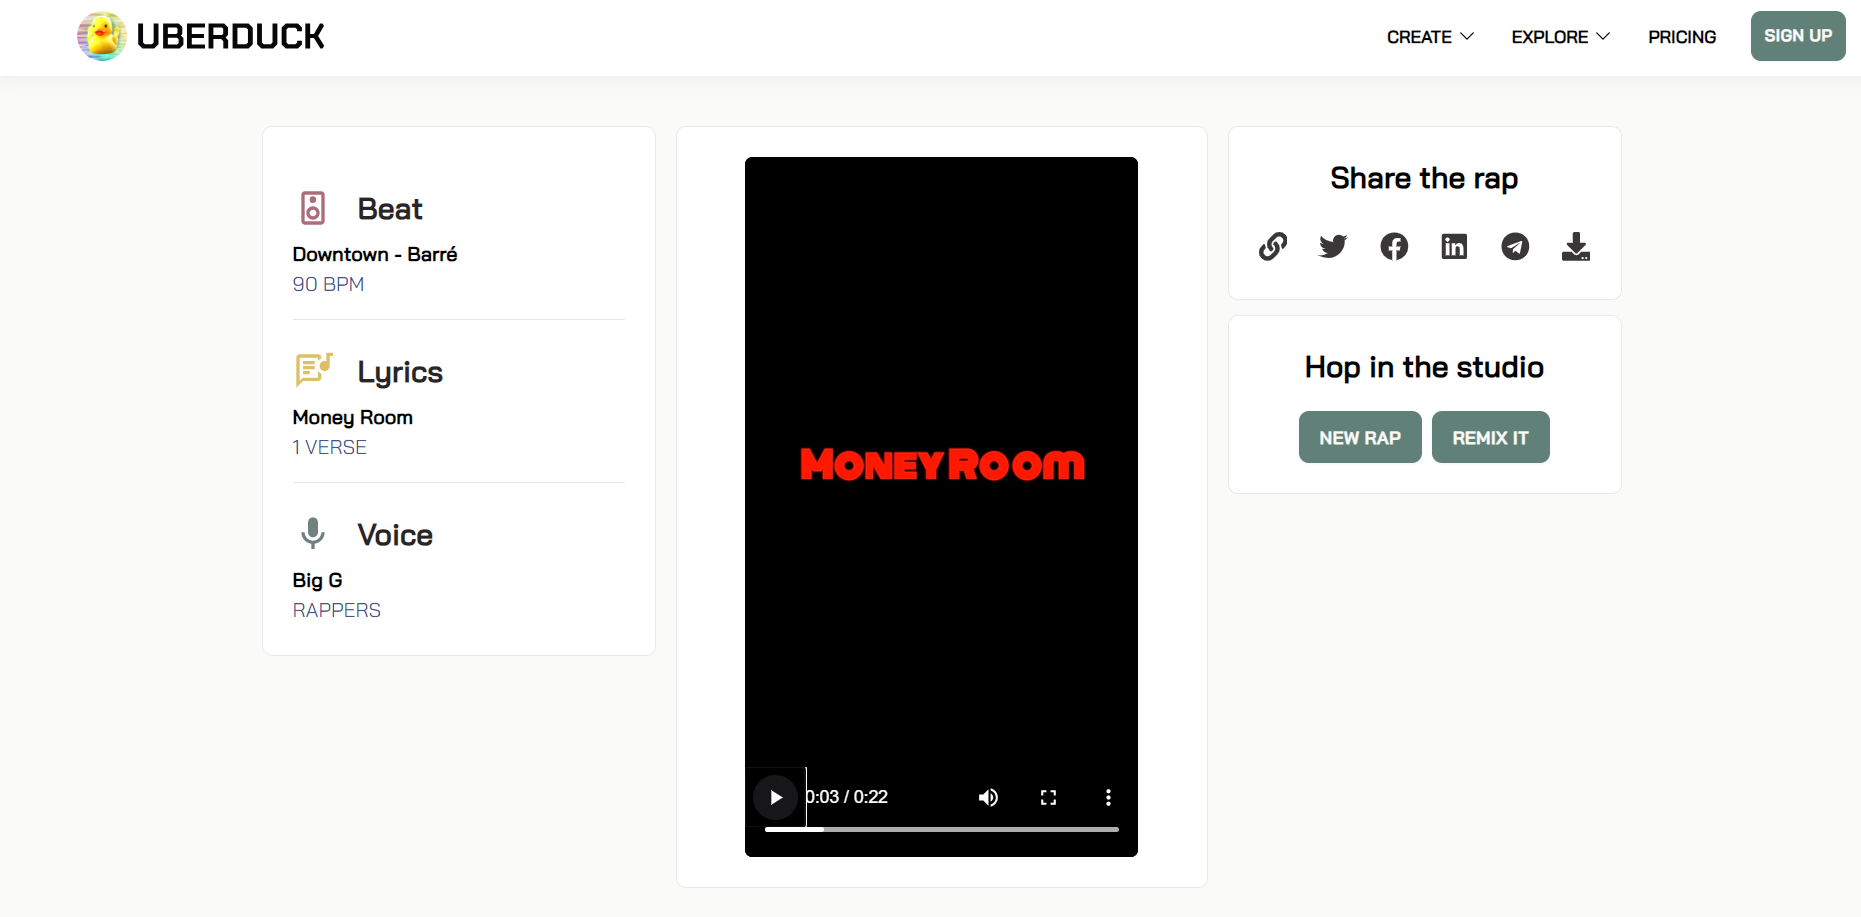 UBERDUCK
CREATE
EXPLORE
PRICING
SIGN UP
Beat
Downtown - Barré
90 BPM
Lyrics
Money Room
1 VERSE
Voice
Big G
RAPPERS
Money Room
0:03 / 0:22
Share the rap
Hop in the studio
NEW RAP
REMIX IT